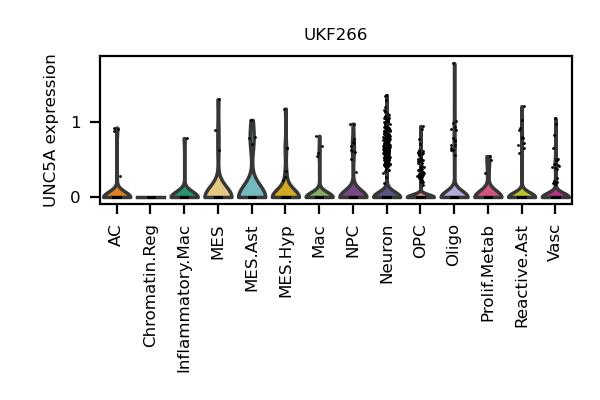 UKF266
UNC5A expression
1
0
AC
Chromatin.Reg
Inflammatory.Mac
MES
MES.Ast
MES.Hyp
Mac
NPC
Neuron
OPC
Oligo
Prolif.Metab
Reactive.Ast
Vasc